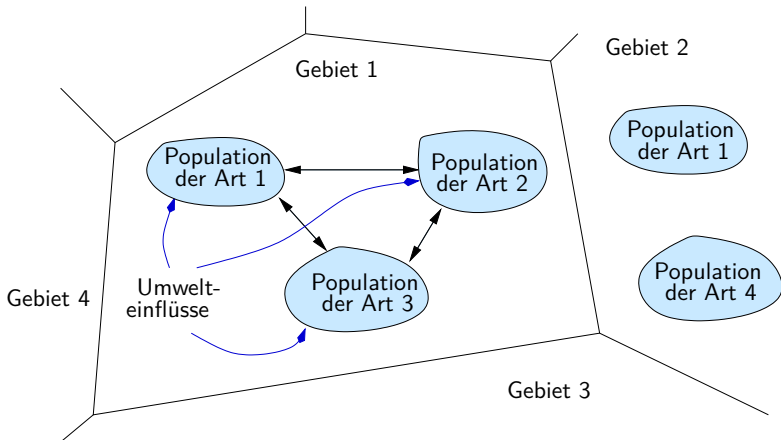 Gebiet 1
Gebiet 2
Population
der Art 1
Population
der Art 2
Population
der Art 1
Umwelt-
einflüsse
Population
der Art 3
Population
der Art 4
Gebiet 4
Gebiet 3